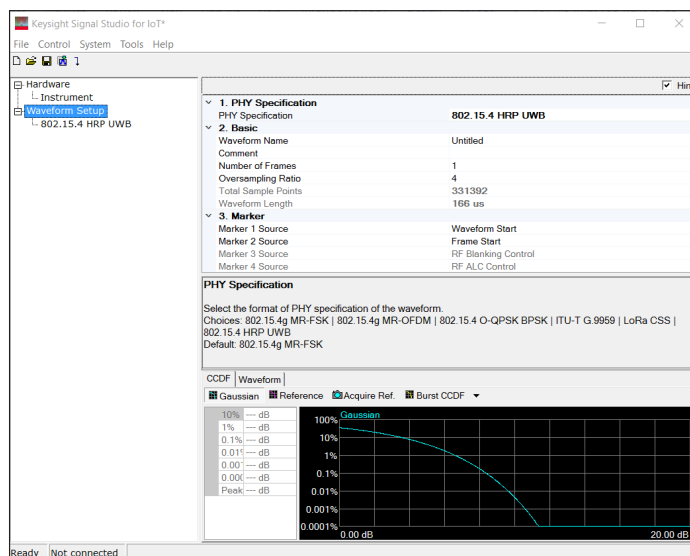 Keysight Signal Studio for IoT*
File Control System Tools Help
Hardware
Instrument
Waveform Setup
802.15.4 HRP UWB
Hin
1. PHY Specification
PHY Specification 802.15.4 HRP UWB
2. Basic
Waveform Name Untitled
Comment
Number of Frames 1
Oversampling Ratio 4
Total Sample Points 331392
Waveform Length 166 us
3. Marker
Marker 1 Source Waveform Start
Marker 2 Source Frame Start
Marker 3 Source RF Blanking Control
Marker 4 Source RF ALC Control
PHY Specification
Select the format of PHY specification of the waveform.
Choices: 802.15.4g MR-FSK | 802.15.4g MR-OFDM | 802.15.4 O-QPSK BPSK | ITU-T G.9959 | LoRa CSS |
802.15.4 HRP UWB
Default: 802.15.4g MR-FSK
CCDF Waveform
Gaussian Reference Acquire Ref. Burst CCDF
10% --- dB
1% --- dB
0.1% --- dB
0.01% --- dB
0.00 --- dB
0.00 --- dB
Peak --- dB
Gaussian
100%
10%
1%
0.1%
0.01%
0.001%
0.0001%
0.00 dB 20.00 dB
Ready Not connected